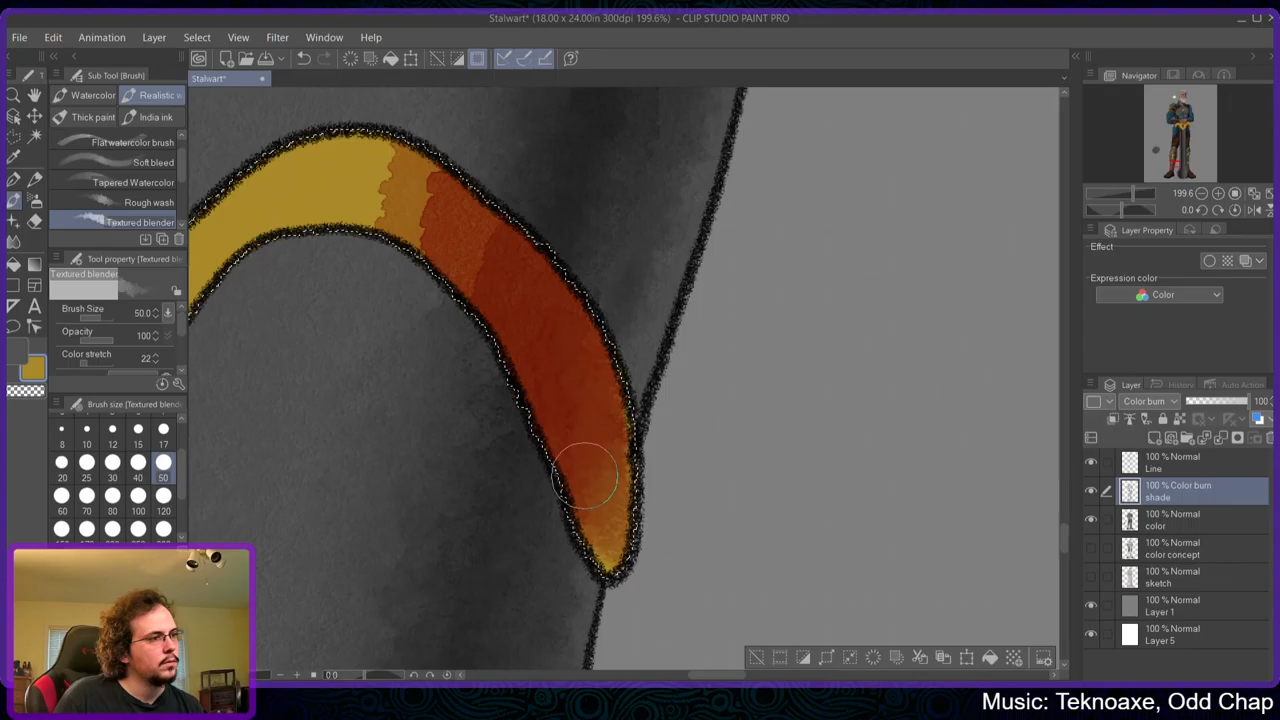 Stalwart* (18.00 x 24.00in 300dpi 199.6%) - CLIP STUDIO PAINT PRO
File Edit Animation Layer Select View Filter Window Help
Sub Tool [Brush]
Stalwart*
Navigator
Watercolor
Realistic w
Thick paint
India ink
Flat watercolor brush
Soft bleed
Tapered Watercolor
Rough wash
Textured blender
199.6
0.0
Layer Property
Effect
Expression color
Color
Tool property [Textured ble
Textured blender
Brush Size 50.0
Opacity 100
Color stretch 22
Brush size [Textured blend
8 10 12 15 17
20 25 30 40 50
60 70 80 100 120
Layer History Auto Action
Color burn 100
100 % Normal
Line
100 % Color burn
shade
100 % Normal
color
100 % Normal
color concept
100 % Normal
sketch
100 % Normal
Layer 1
100 % Normal
Layer 5
0.0
Music: Teknoaxe, Odd Chap